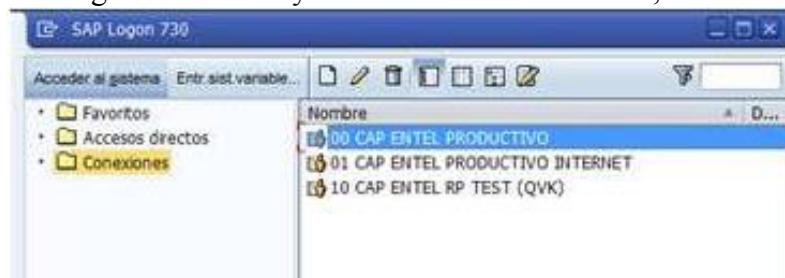 SAP Logon 730
Acceder al sistema Entr.sist.variable...
Nombre D...
Favoritos
Accesos directos
Conexiones
00 CAP ENTEL PRODUCTIVO
01 CAP ENTEL PRODUCTIVO INTERNET
10 CAP ENTEL RP TEST (QVK)